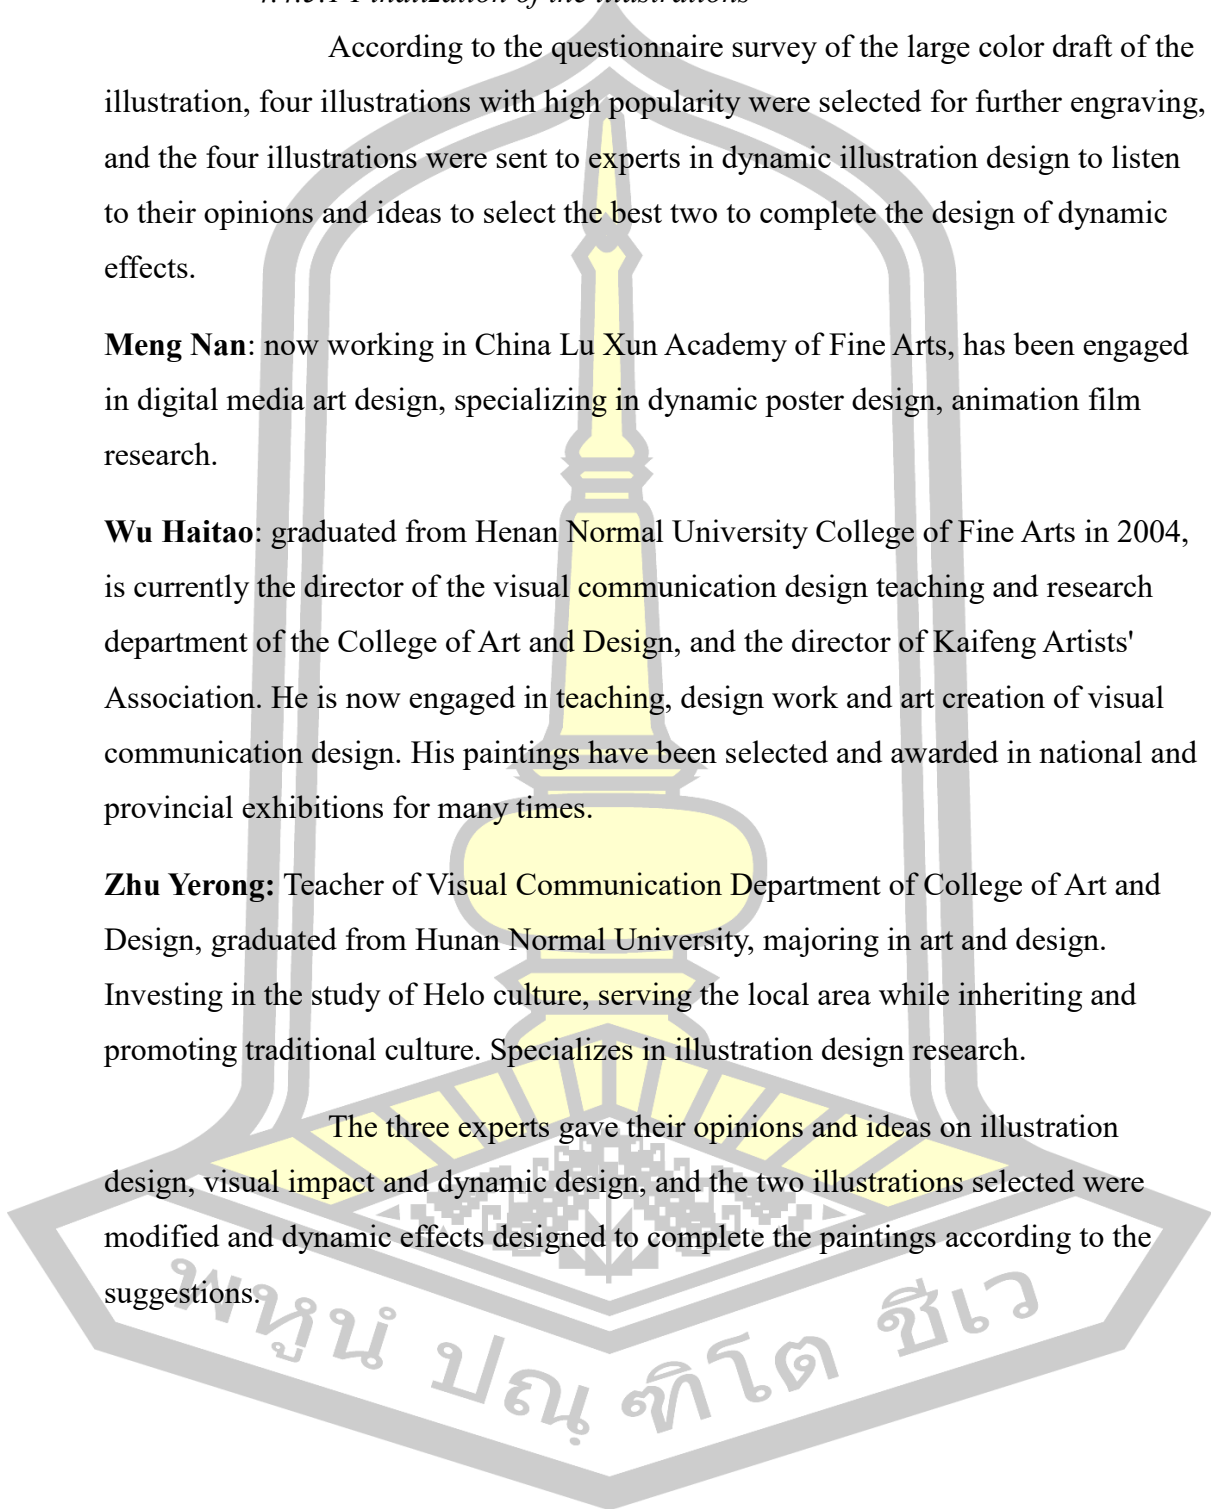 4.4.3.1 Finalization of the illustrations
According to the questionnaire survey of the large color draft of the
illustration, four illustrations with high popularity were selected for further engraving,
and the four illustrations were sent to experts in dynamic illustration design to listen
to their opinions and ideas to select the best two to complete the design of dynamic
effects.
Meng Nan: now working in China Lu Xun Academy of Fine Arts, has been engaged
in digital media art design, specializing in dynamic poster design, animation film
research.
Wu Haitao: graduated from Henan Normal University College of Fine Arts in 2004,
is currently the director of the visual communication design teaching and research
department of the College of Art and Design, and the director of Kaifeng Artists'
Association. He is now engaged in teaching, design work and art creation of visual
communication design. His paintings have been selected and awarded in national and
provincial exhibitions for many times.
Zhu Yerong: Teacher of Visual Communication Department of College of Art and
Design, graduated from Hunan Normal University, majoring in art and design.
Investing in the study of Helo culture, serving the local area while inheriting and
promoting traditional culture. Specializes in illustration design research.
The three experts gave their opinions and ideas on illustration
design, visual impact and dynamic design, and the two illustrations selected were
modified and dynamic effects designed to complete the paintings according to the
suggestions.
พหูนํ ปณฺฑิโต ชีเว